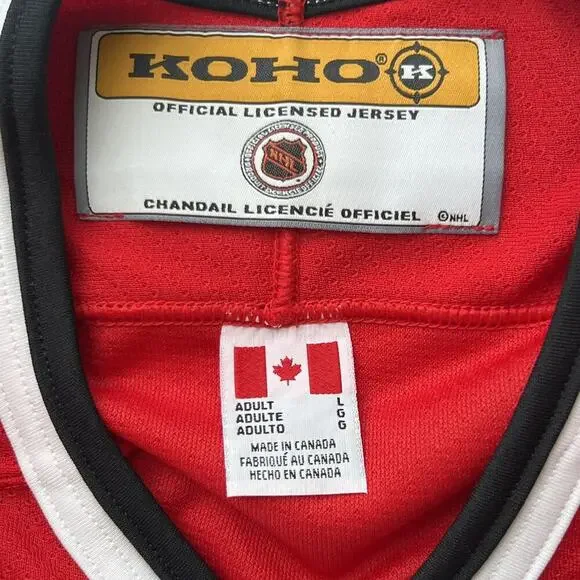 KOHO® K
OFFICIAL LICENSED JERSEY
NHL
CHANDAIL LICENCIÉ OFFICIEL ©NHL
ADULT L
ADULTE G
ADULTO G
MADE IN CANADA
FABRIQUÉ AU CANADA
HECHO EN CANADA